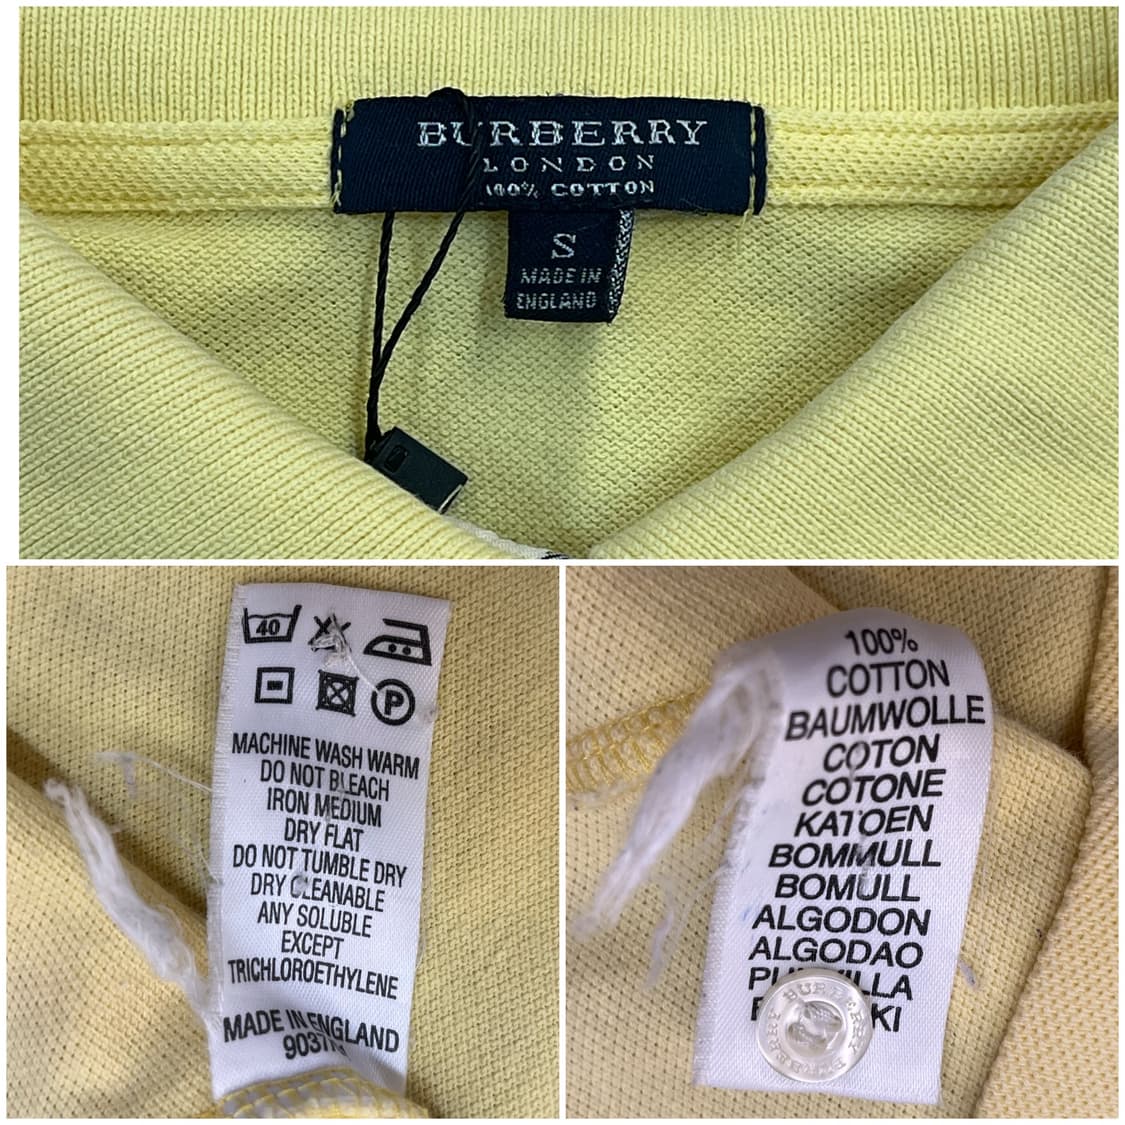 BURBERRY
LONDON
100% COTTON
S
MADE IN
ENGLAND
40
P
MACHINE WASH WARM
DO NOT BLEACH
IRON MEDIUM
DRY FLAT
DO NOT TUMBLE DRY
DRY CLEANABLE
ANY SOLUBLE
EXCEPT
TRICHLOROETHYLENE
MADE IN ENGLAND
100%
COTTON
BAUMWOLLE
COTON
COTONE
KATOEN
BOMMULL
BOMULL
ALGODON
ALGODAO
BURBERRY
BURBERRY